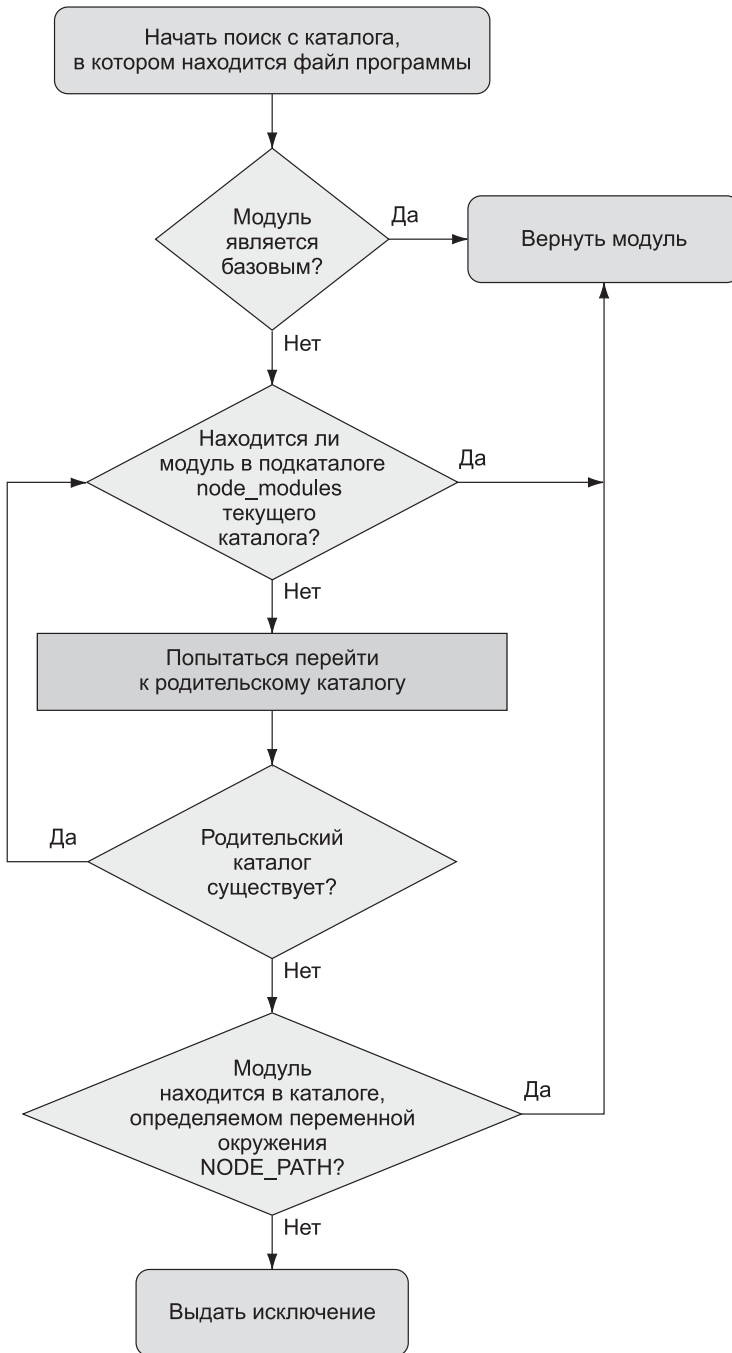 Начать поиск с каталога,
в котором находится файл программы
Модуль
является
базовым?
Да
Вернуть модуль
Нет
Находится ли
модуль в подкаталоге
node_modules
текущего
каталога?
Да
Нет
Попытаться перейти
к родительскому каталогу
Да
Родительский
каталог
существует?
Нет
Модуль
находится в каталоге,
определяемом переменной
окружения
NODE_PATH?
Да
Нет
Выдать исключение